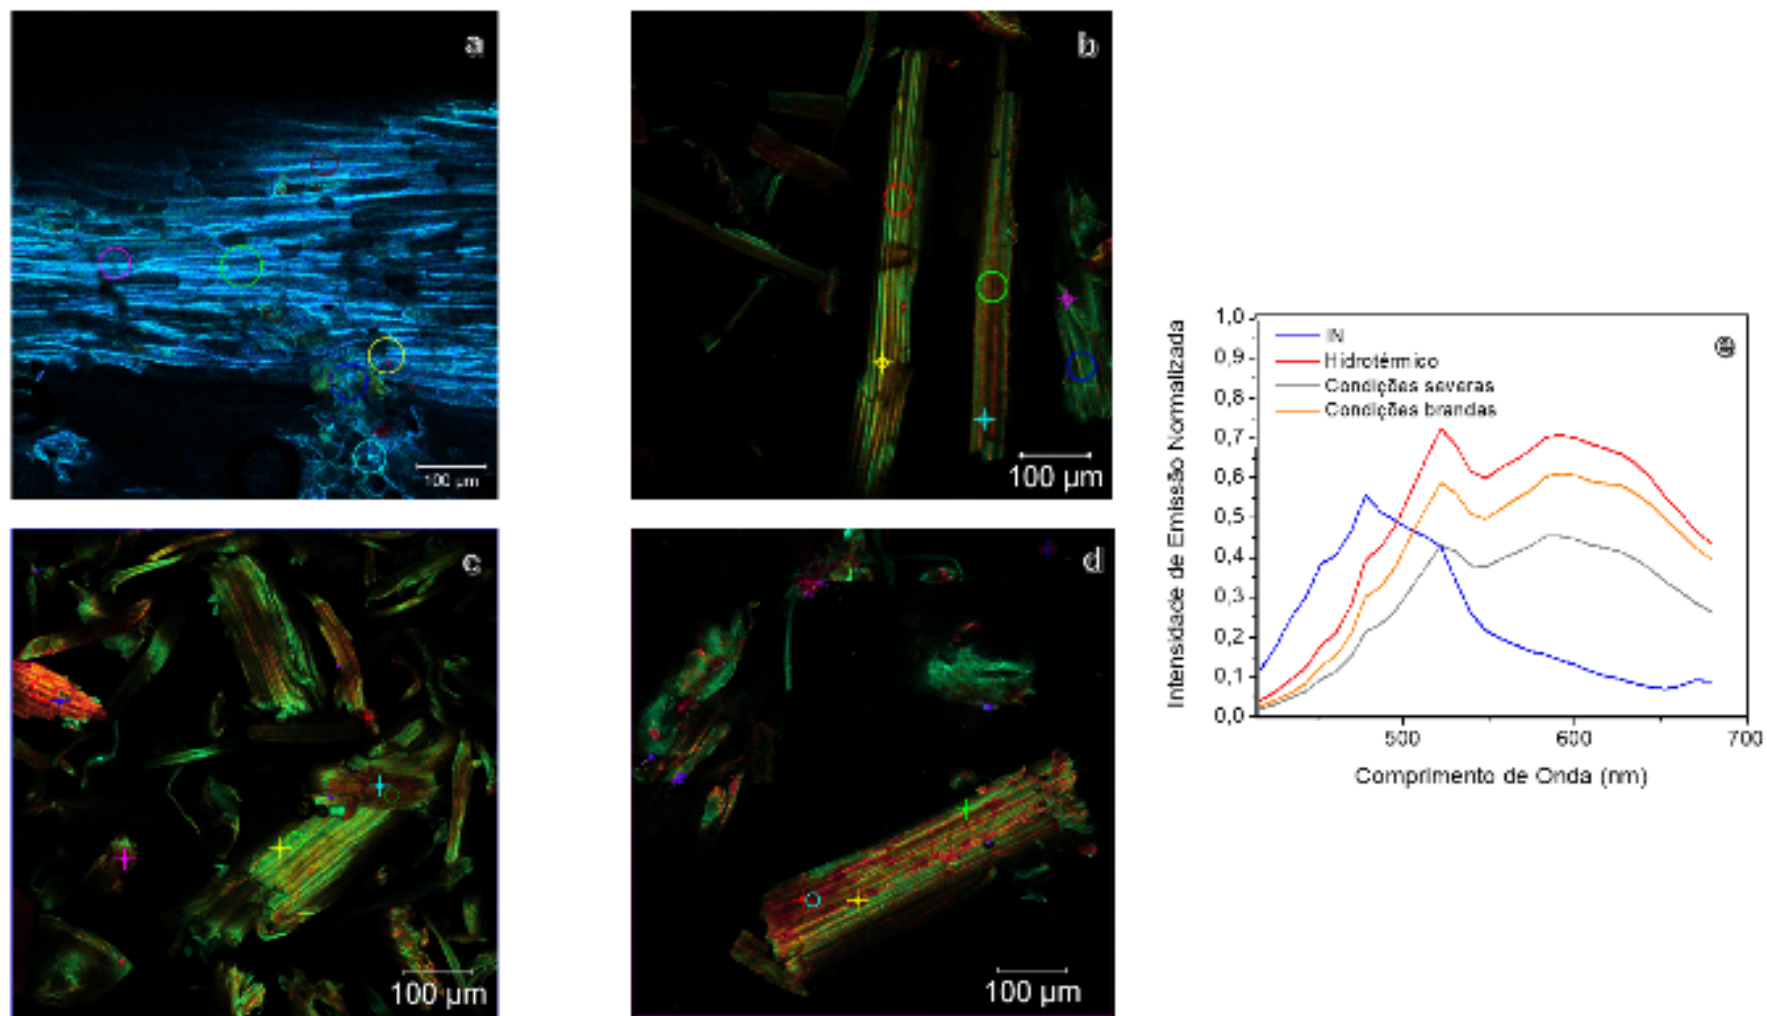 a
100 µm
b
100 µm
c
100 µm
d
100 µm
e
IN
Hidrotérmico
Condições severas
Condições brandas
Intensidade de Emissão Normalizada
1,0
0,9
0,8
0,7
0,6
0,5
0,4
0,3
0,2
0,1
0,0
500 600 700
Comprimento de Onda (nm)